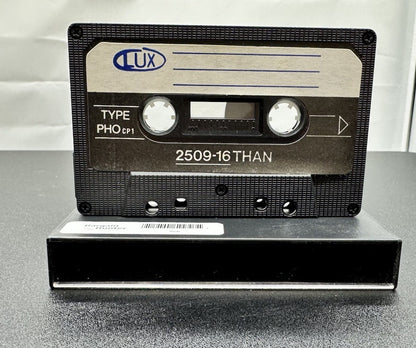 LUX
TYPE
PHO CP1
2509-16 THAN